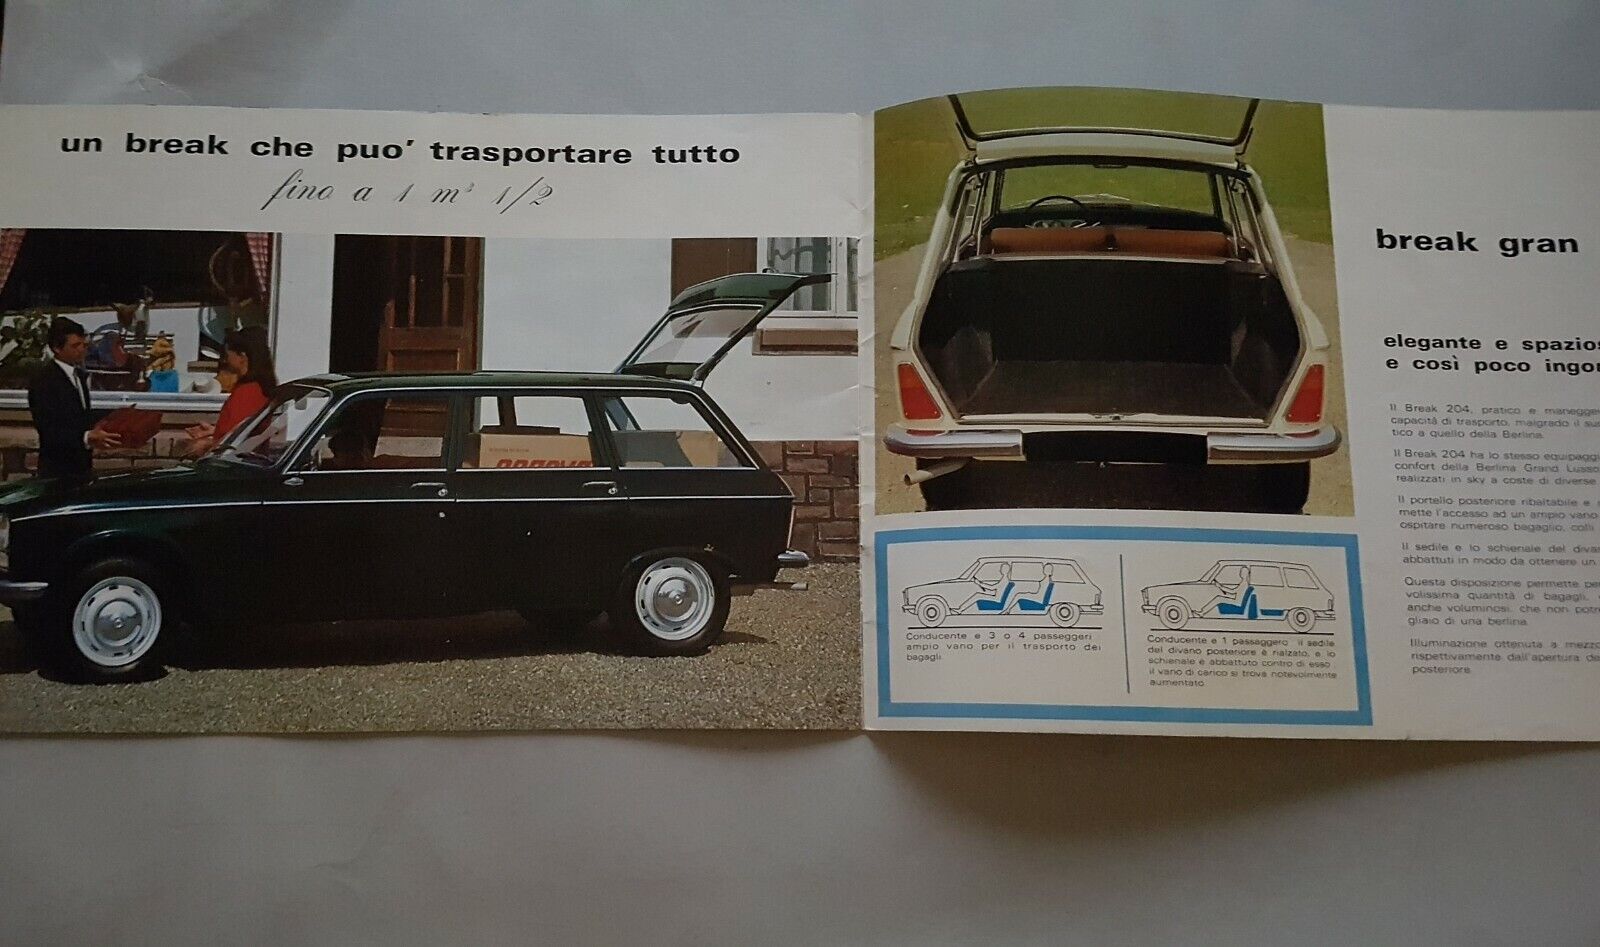 un break che puo' trasportare tutto
fino a 1 m³ 1/2
break gran
elegante e spazios
e così poco ingo
Il Break 204, pratico e maneggev
capacità di trasporto, malgrado il suo
tico a quello della Berlina.
Il Break 204 ha lo stesso equipaggi
confort della Berlina Grand Lusso
realizzati in sky a coste di diverse
Il portello posteriore ribaltabile e
mette l'accesso ad un ampio vano
ospitare numeroso bagaglio, colli
Il sedile e lo schienale del diva
abbattuti in modo da ottenere un
Questa disposizione permette per
volissima quantità di bagagli,
anche voluminosi, che non potre
gliaio di una berlina.
Illuminazione ottenuta a mezzo
rispettivamente dall'apertura de
posteriore.
Conducente e 3 o 4 passeggeri
ampio vano per il trasporto dei
bagagli.
Conducente e 1 passaggero il sedile
del divano posteriore è rialzato, e lo
schienale è abbattuto contro di esso
il vano di carico si trova notevolmente
aumentato